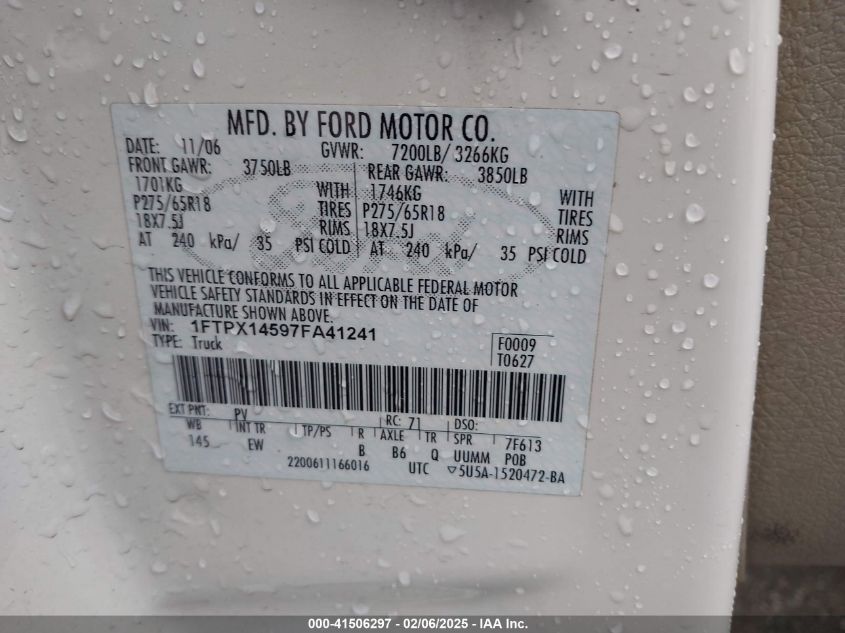 MFD. BY FORD MOTOR CO.
DATE: 11/06 GVWR: 7200LB/ 3266KG
FRONT GAWR: 3750LB REAR GAWR: 3850LB
1701KG WITH 1746KG WITH
P275/65R18 TIRES P275/65R18 TIRES
18X7.5J RIMS 18X7.5J RIMS
AT 240 kPa/ 35 PSI COLD AT 240 kPa/ 35 PSI COLD
THIS VEHICLE CONFORMS TO ALL APPLICABLE FEDERAL MOTOR
VEHICLE SAFETY STANDARDS IN EFFECT ON THE DATE OF
MANUFACTURE SHOWN ABOVE.
VIN: 1FTPX14597FA41241
TYPE: Truck
F0009
T0627
EXT PNT: PV RC: 71 DSO:
WB INT TR TP/PS R AXLE TR SPR 7F613
145 EW B B6 Q UUMM POB
2200611166016 UTC ▽5U5A-1520472-BA
000-41506297 - 02/06/2025 - IAA Inc.